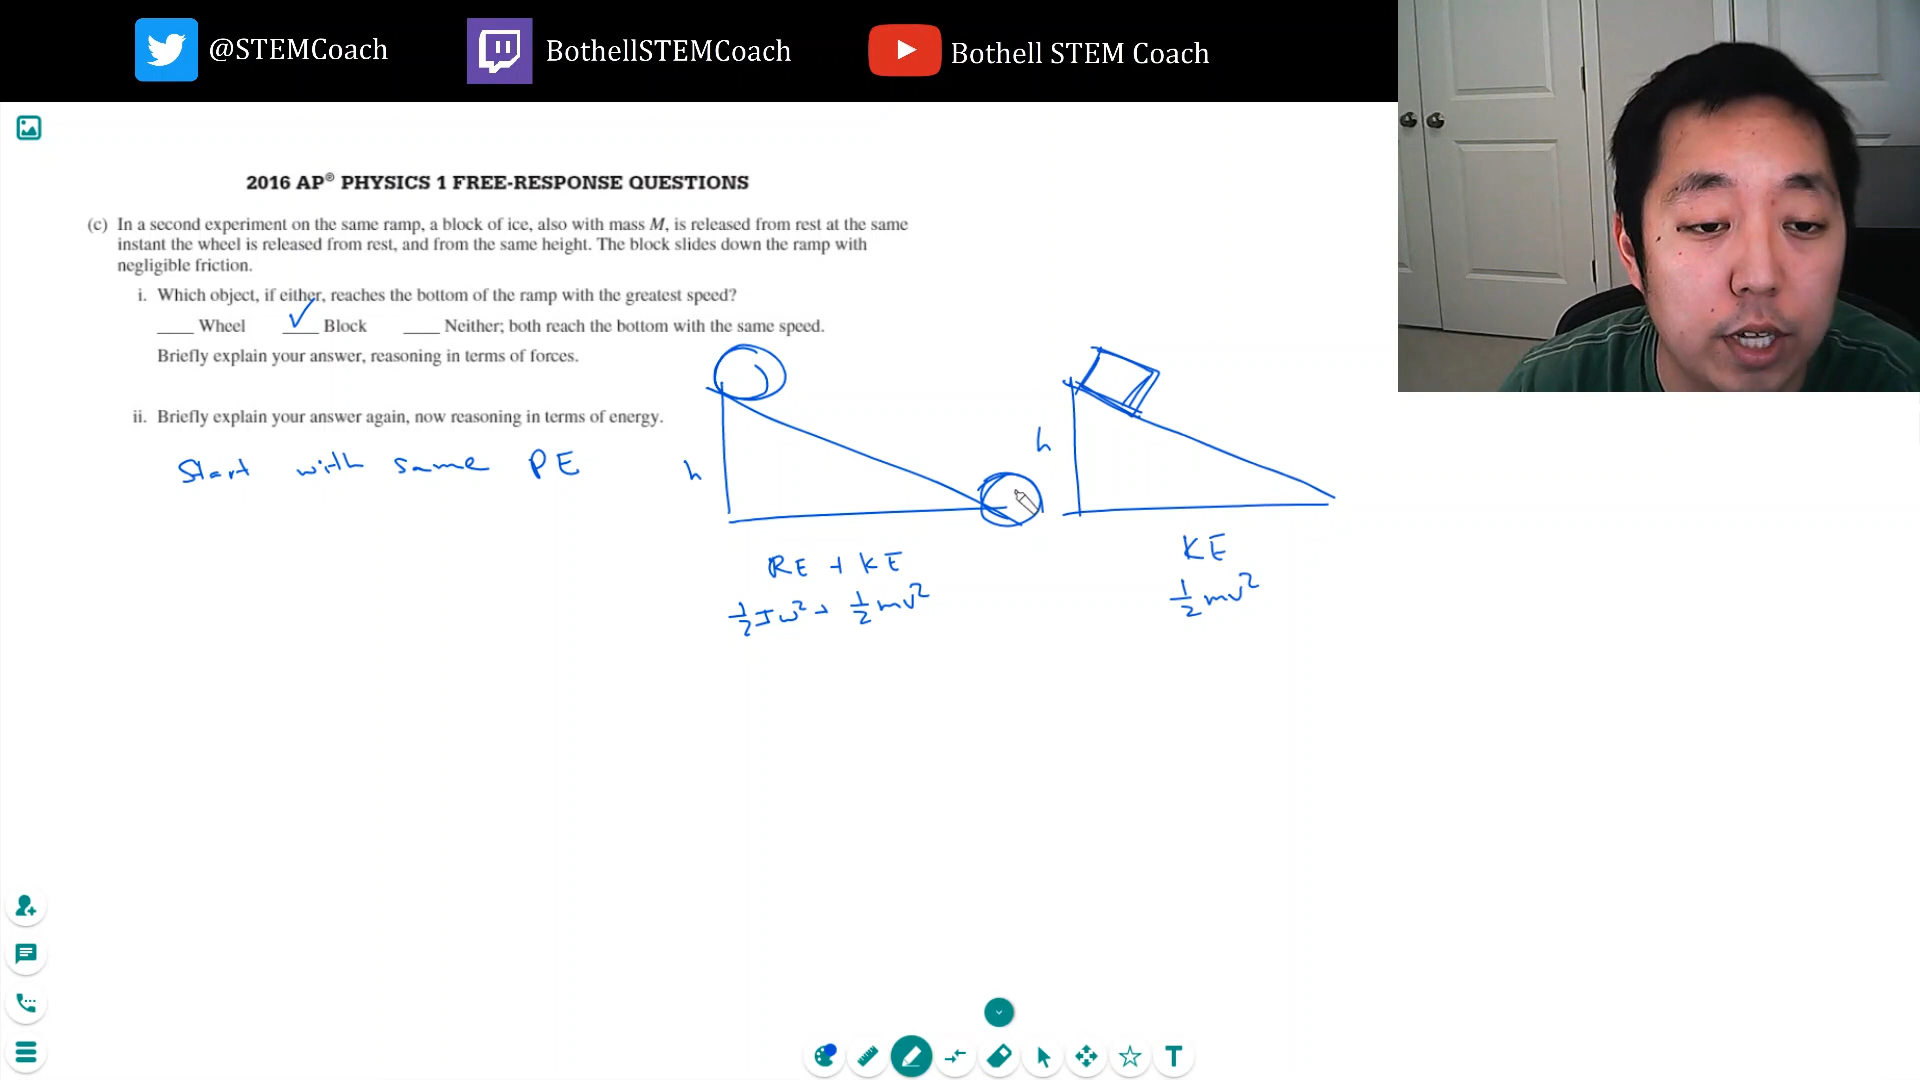 @STEMCoach BothellSTEMCoach Bothell STEM Coach
2016 AP® PHYSICS 1 FREE-RESPONSE QUESTIONS
(c) In a second experiment on the same ramp, a block of ice, also with mass M, is released from rest at the same
instant the wheel is released from rest, and from the same height. The block slides down the ramp with
negligible friction.
i. Which object, if either, reaches the bottom of the ramp with the greatest speed?
____ Wheel ✓ Block ____ Neither; both reach the bottom with the same speed.
Briefly explain your answer, reasoning in terms of forces.
ii. Briefly explain your answer again, now reasoning in terms of energy.
Start with same PE
h
h
RE + KE
½Iω² + ½mv²
KE
½mv²
T